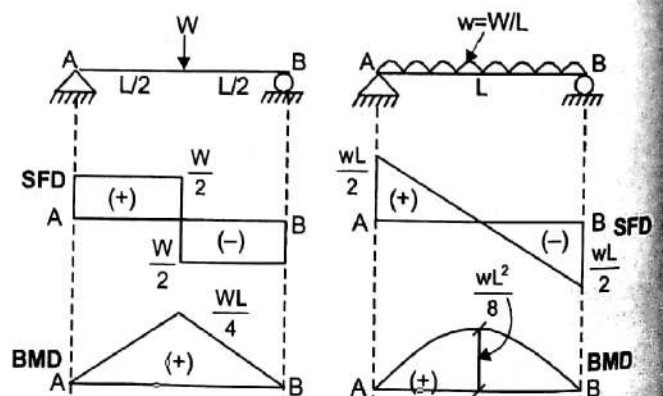 W
A
B
L/2
L/2
SFD
W/2
(+)
A
B
(–)
W/2
WL/4
BMD
(+)
A
B
w=W/L
A
B
L
wL/2
(+)
A
B SFD
(–)
wL/2
wL²/8
BMD
A
(+)
B